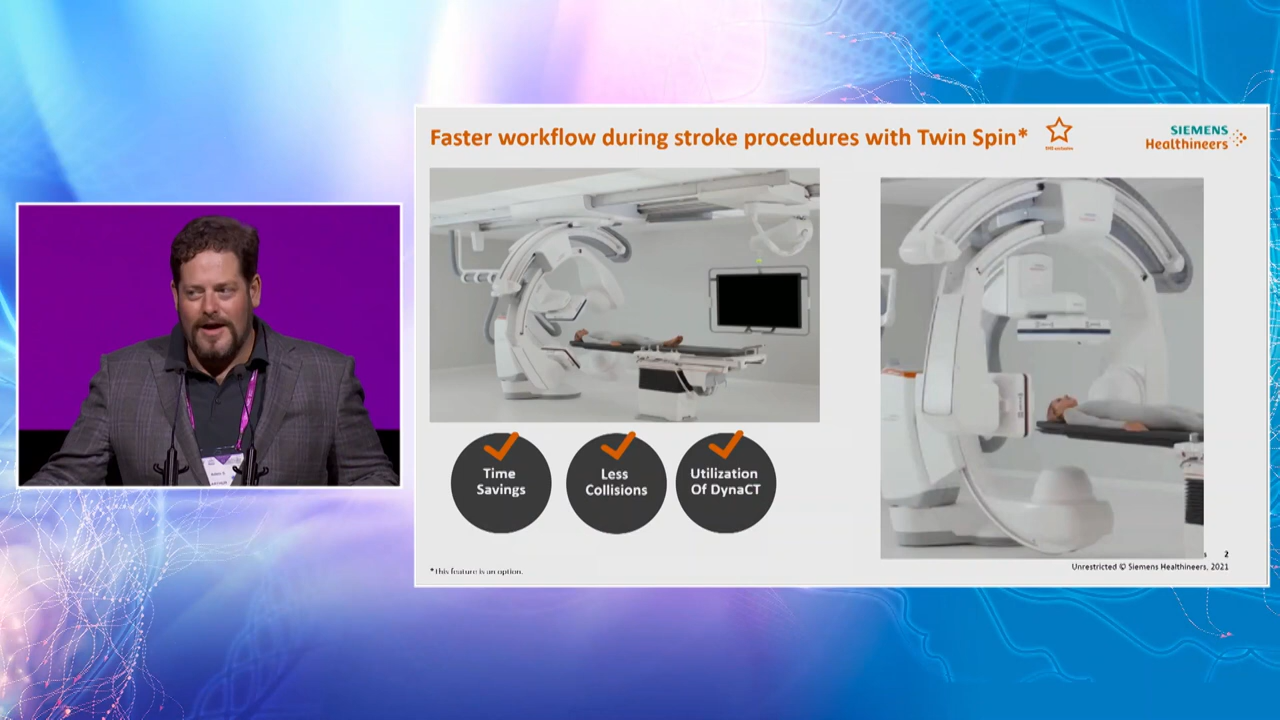 Faster workflow during stroke procedures with Twin Spin*
SIEMENS
Healthineers
Time
Savings
Less
Collisions
Utilization
Of DynaCT
*This feature is an option.
2
Unrestricted © Siemens Healthineers, 2021